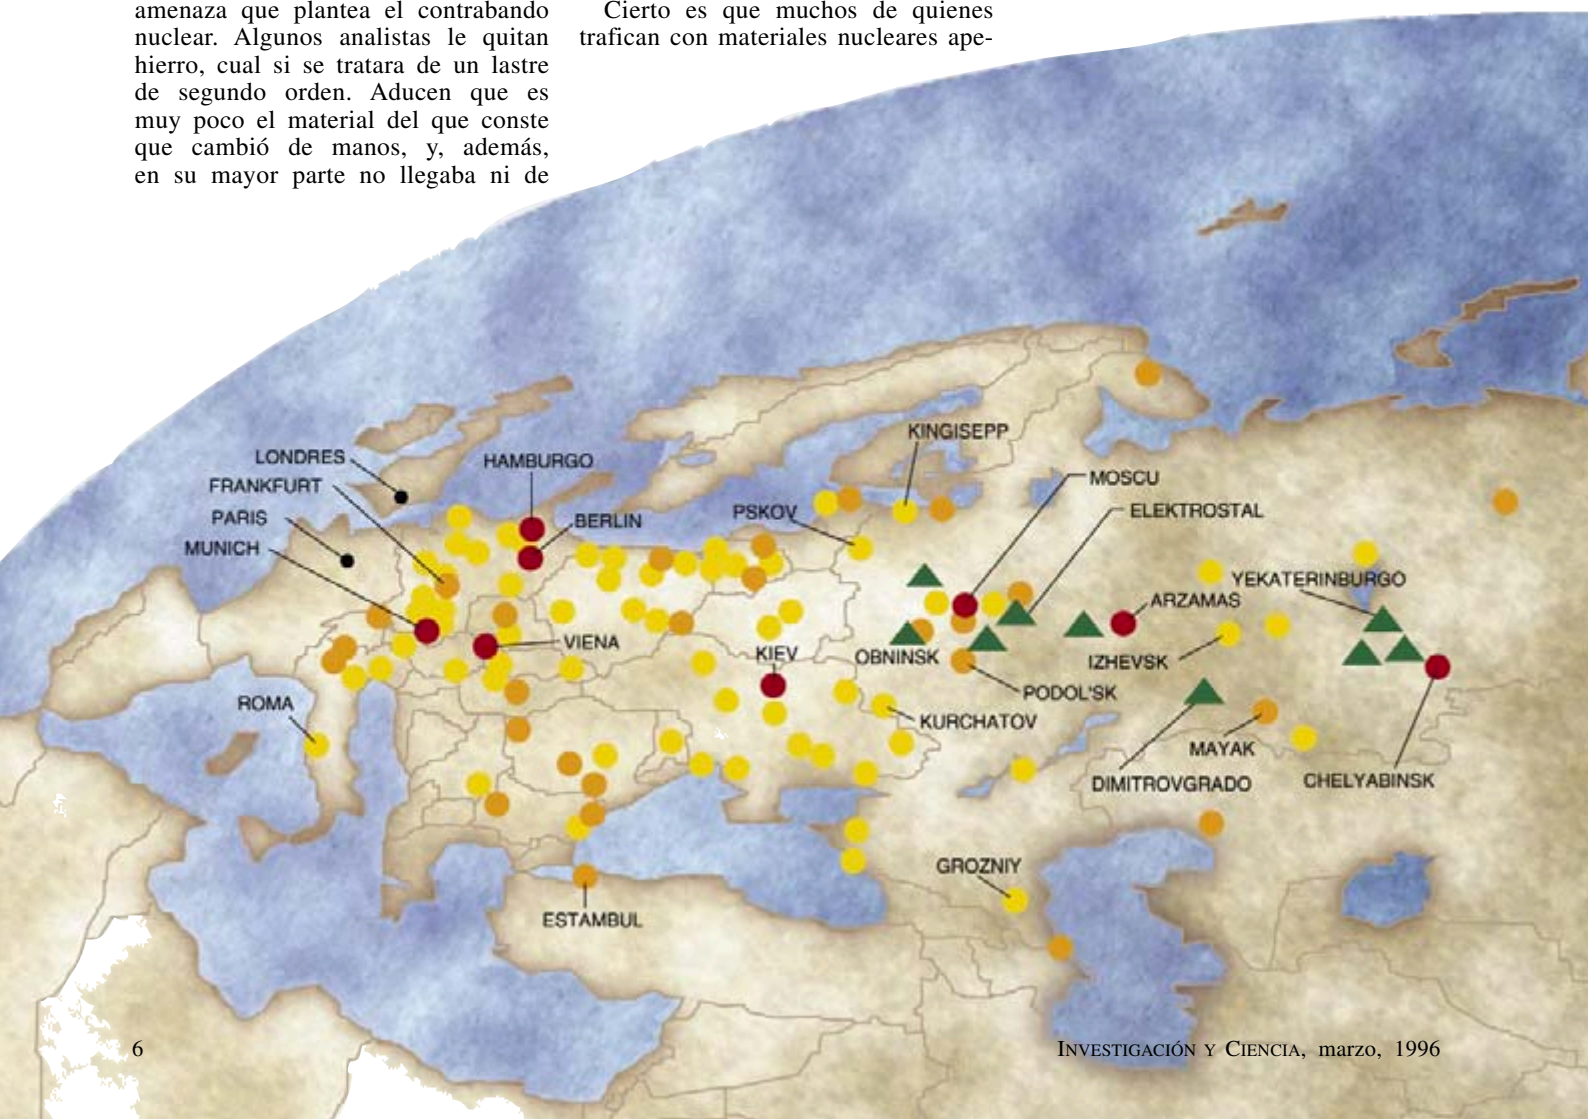 amenaza que plantea el contrabando
nuclear. Algunos analistas le quitan
hierro, cual si se tratara de un lastre
de segundo orden. Aducen que es
muy poco el material del que conste
que cambió de manos, y, además,
en su mayor parte no llegaba ni de
Cierto es que muchos de quienes
trafican con materiales nucleares ape-
KINGISEPP
LONDRES
HAMBURGO
MOSCU
FRANKFURT
ELEKTROSTAL
PARIS
BERLIN
PSKOV
MUNICH
YEKATERINBURGO
ARZAMAS
VIENA
KIEV
OBNINSK
IZHEVSK
PODOL'SK
ROMA
KURCHATOV
MAYAK
DIMITROVGRADO
CHELYABINSK
GROZNIY
ESTAMBUL
6
INVESTIGACIÓN Y CIENCIA, marzo, 1996